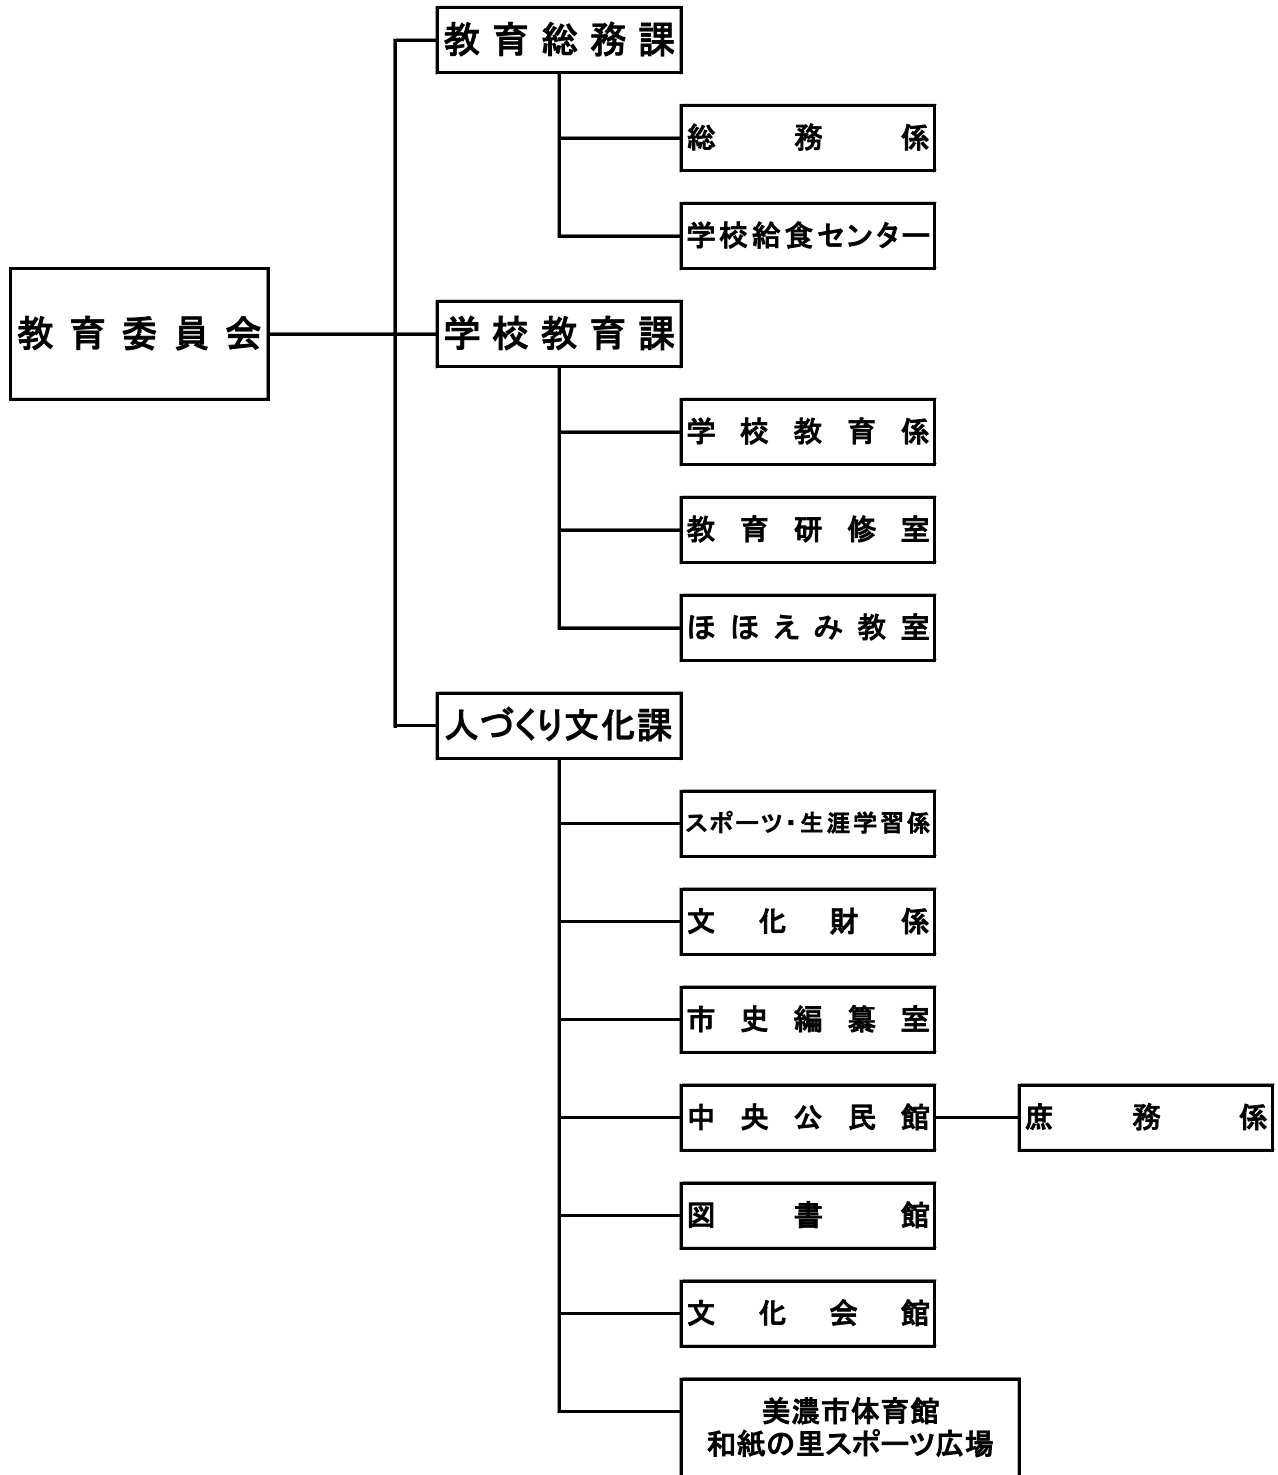 教育総務課
総務係
学校給食センター
教育委員会
学校教育課
学校教育係
教育研修室
ほほえみ教室
人づくり文化課
スポーツ・生涯学習係
文化財係
市史編纂室
中央公民館
庶務係
図書館
文化会館
美濃市体育館
和紙の里スポーツ広場